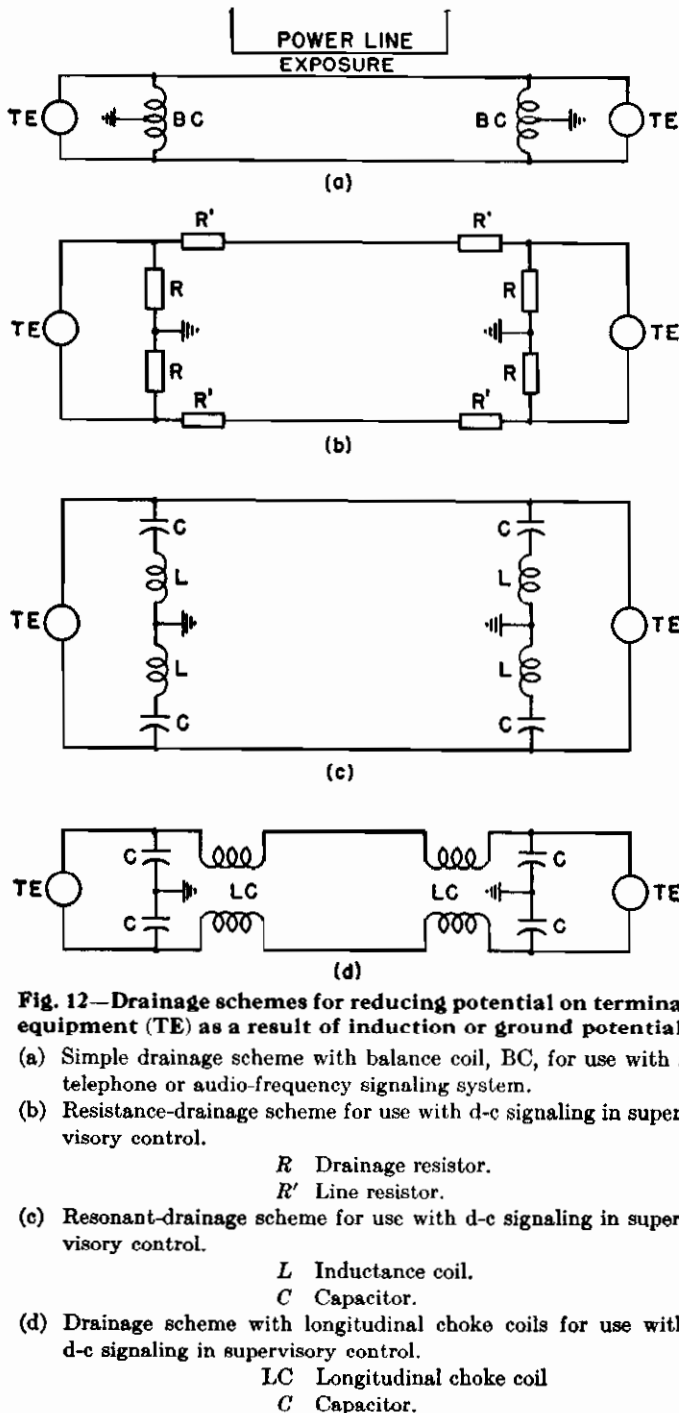 POWER LINE
EXPOSURE
TE BC BC TE
(a)
R' R'
R R
TE TE
R R
R' R'
(b)
C C
L L
TE TE
L L
C C
(c)
C C
TE LC LC TE
C C
(d)
Fig. 12—Drainage schemes for reducing potential on termina
equipment (TE) as a result of induction or ground potential
(a) Simple drainage scheme with balance coil, BC, for use with
telephone or audio-frequency signaling system.
(b) Resistance-drainage scheme for use with d-c signaling in super
visory control.
R Drainage resistor.
R' Line resistor.
(c) Resonant-drainage scheme for use with d-c signaling in super
visory control.
L Inductance coil.
C Capacitor.
(d) Drainage scheme with longitudinal choke coils for use with
d-c signaling in supervisory control.
LC Longitudinal choke coil
C Capacitor.